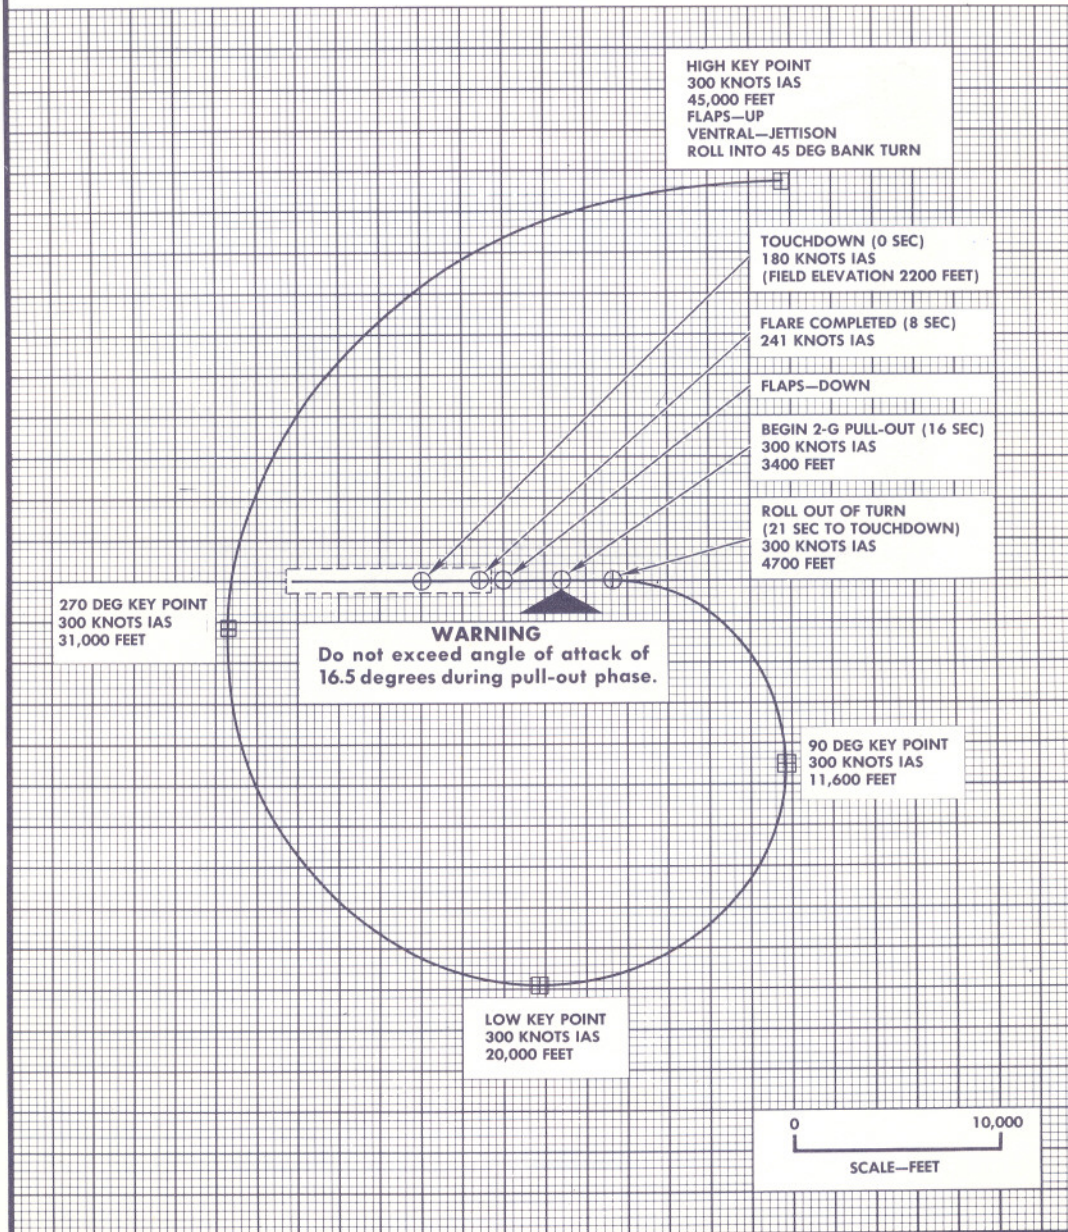 HIGH KEY POINT
300 KNOTS IAS
45,000 FEET
FLAPS—UP
VENTRAL—JETTISON
ROLL INTO 45 DEG BANK TURN
TOUCHDOWN (0 SEC)
180 KNOTS IAS
(FIELD ELEVATION 2200 FEET)
FLARE COMPLETED (8 SEC)
241 KNOTS IAS
FLAPS—DOWN
BEGIN 2-G PULL-OUT (16 SEC)
300 KNOTS IAS
3400 FEET
ROLL OUT OF TURN
(21 SEC TO TOUCHDOWN)
300 KNOTS IAS
4700 FEET
270 DEG KEY POINT
300 KNOTS IAS
31,000 FEET
WARNING
Do not exceed angle of attack of
16.5 degrees during pull-out phase.
90 DEG KEY POINT
300 KNOTS IAS
11,600 FEET
LOW KEY POINT
300 KNOTS IAS
20,000 FEET
0 10,000
SCALE—FEET